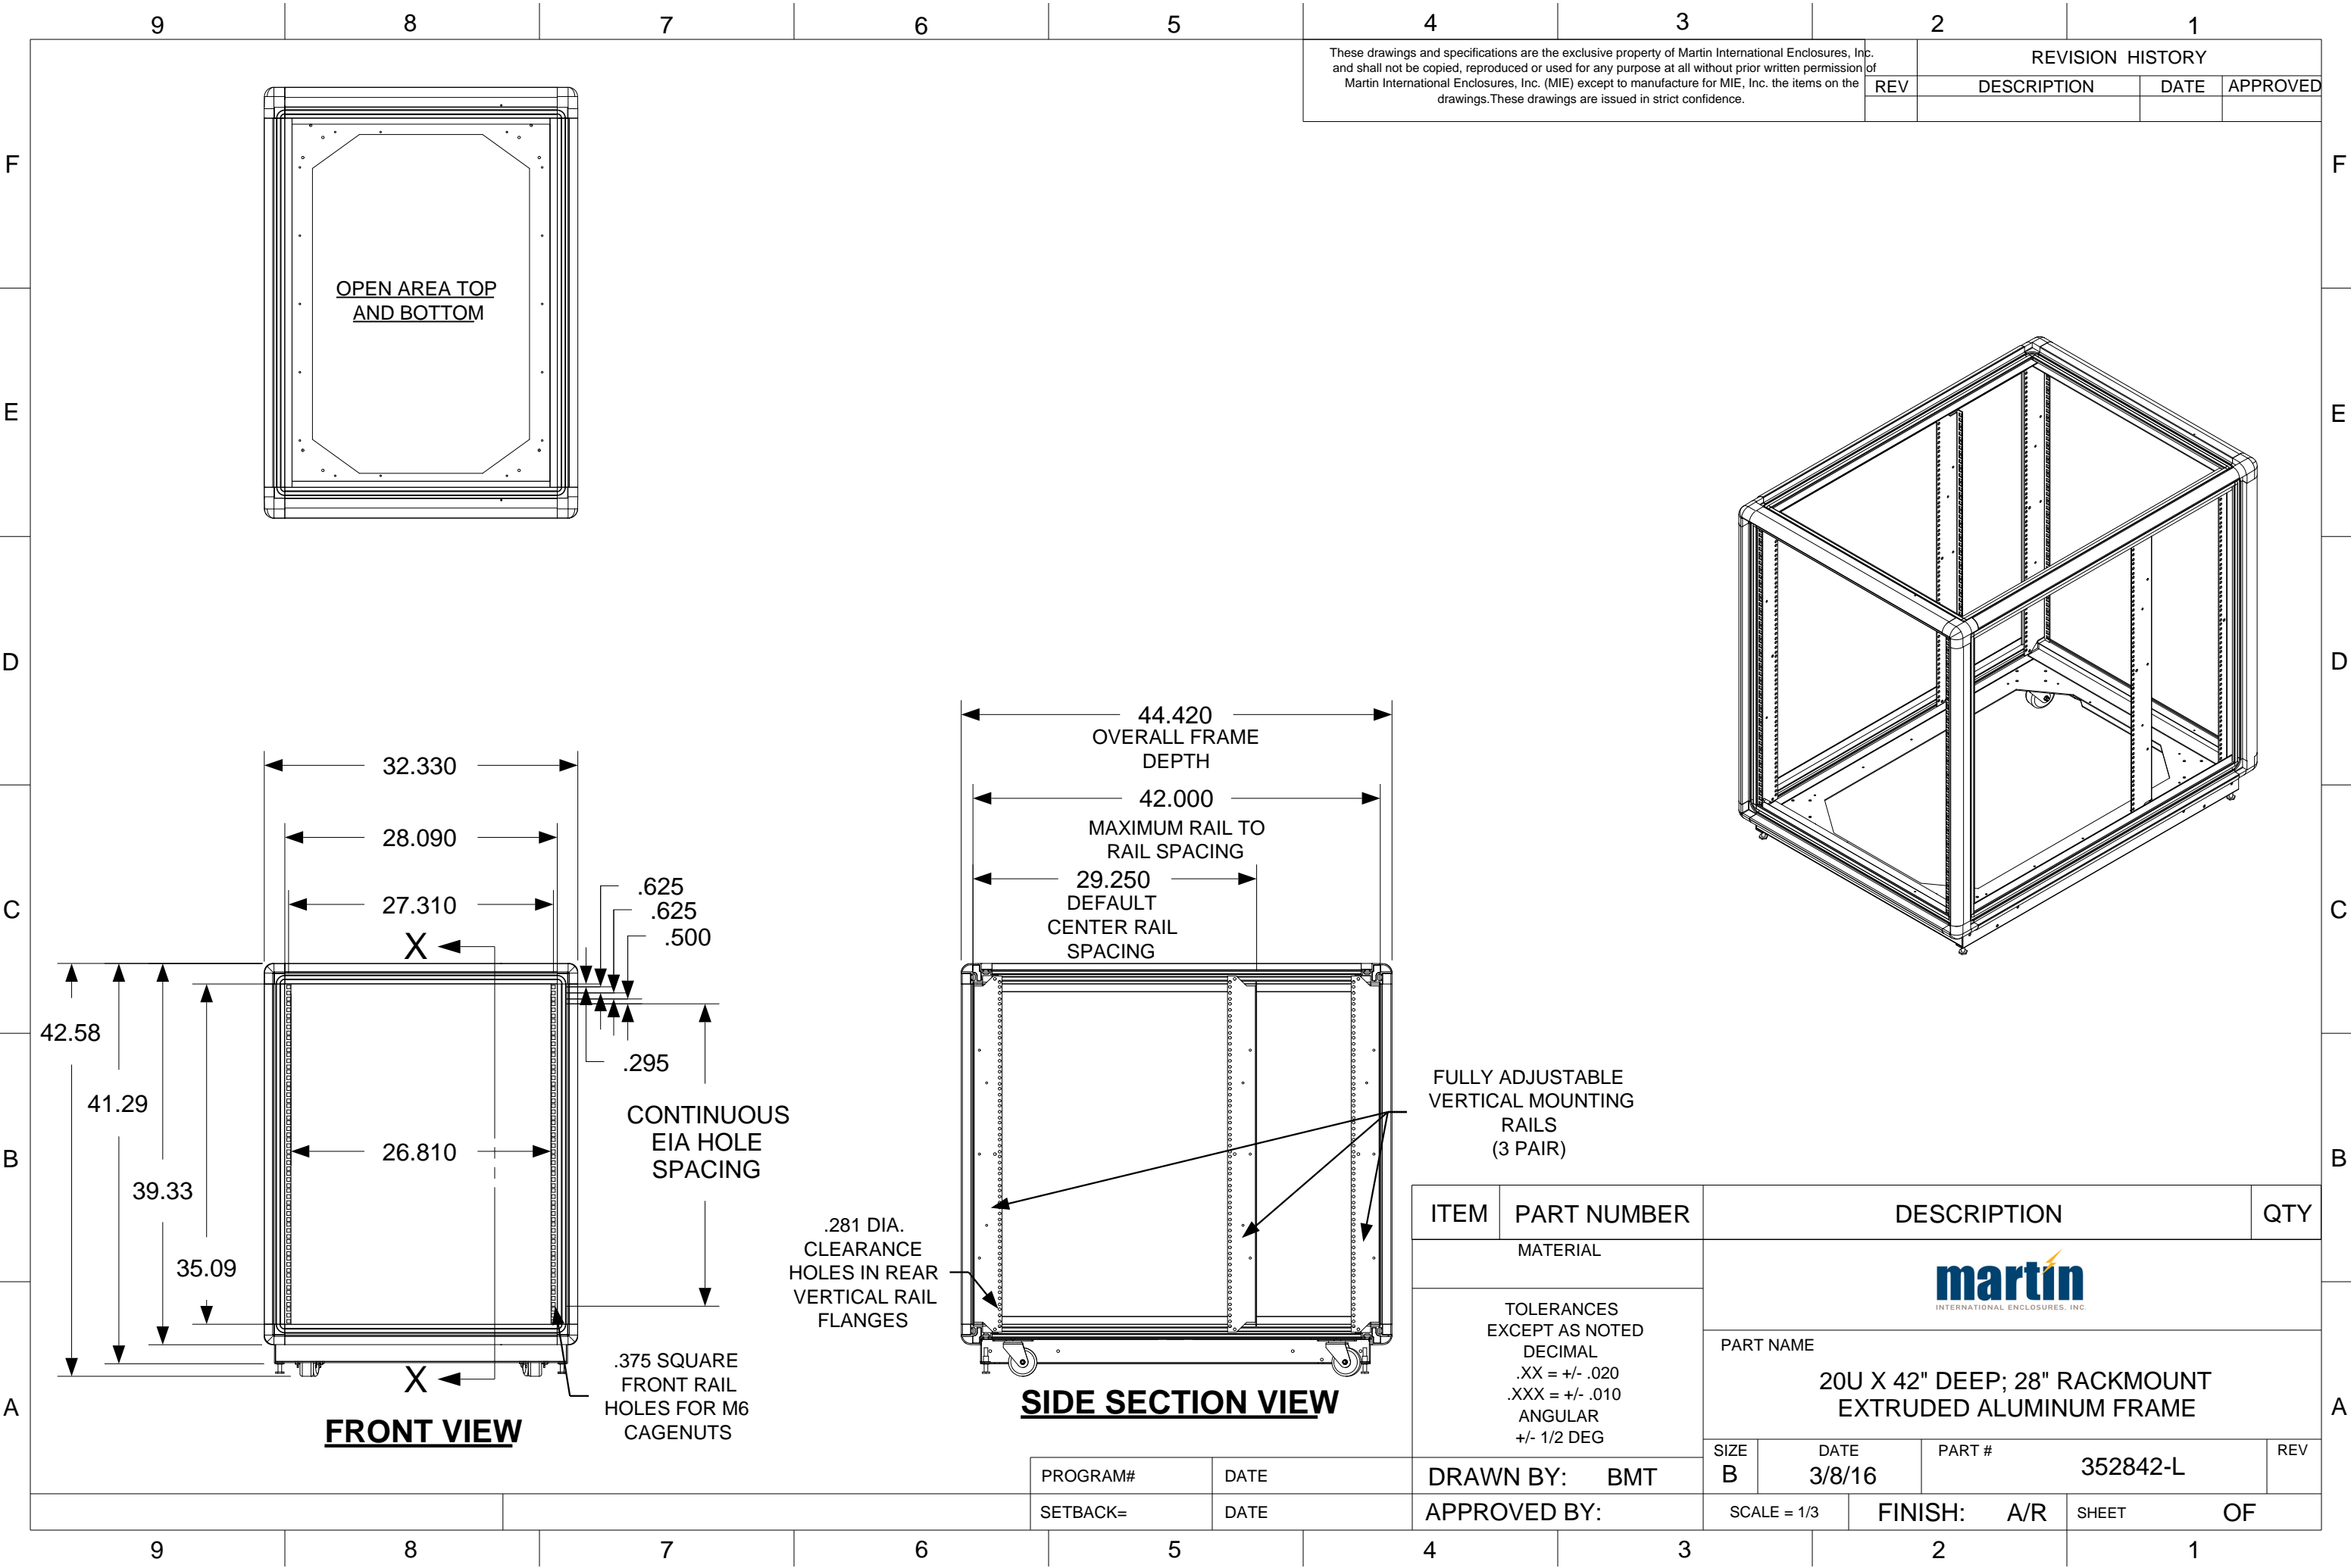 9 8 7 6 5 4 3 2 1
These drawings and specifications are the exclusive property of Martin International Enclosures, Inc.
and shall not be copied, reproduced or used for any purpose at all without prior written permission of
Martin International Enclosures, Inc. (MIE) except to manufacture for MIE, Inc. the items on the
drawings.These drawings are issued in strict confidence.
REVISION HISTORY
REV DESCRIPTION DATE APPROVED
F F
OPEN AREA TOP
AND BOTTOM
E E
D D
44.420
OVERALL FRAME
DEPTH
42.000
MAXIMUM RAIL TO
RAIL SPACING
29.250
DEFAULT
CENTER RAIL
SPACING
32.330
28.090
27.310
.625
.625
.500
C C
X
42.58
41.29
39.33
35.09
26.810
.295
CONTINUOUS
EIA HOLE
SPACING
B B
.281 DIA.
CLEARANCE
HOLES IN REAR
VERTICAL RAIL
FLANGES
FULLY ADJUSTABLE
VERTICAL MOUNTING
RAILS
(3 PAIR)
X
FRONT VIEW
.375 SQUARE
FRONT RAIL
HOLES FOR M6
CAGENUTS
SIDE SECTION VIEW
A A
ITEM PART NUMBER DESCRIPTION QTY
MATERIAL
martin
INTERNATIONAL ENCLOSURES, INC.
TOLERANCES
EXCEPT AS NOTED
DECIMAL
.XX = +/- .020
.XXX = +/- .010
ANGULAR
+/- 1/2 DEG
PART NAME
20U X 42" DEEP; 28" RACKMOUNT
EXTRUDED ALUMINUM FRAME
SIZE DATE PART # REV
B 3/8/16 352842-L
PROGRAM# DATE
DRAWN BY: BMT
SETBACK= DATE
APPROVED BY:
SCALE = 1/3 FINISH: A/R SHEET OF
9 8 7 6 5 4 3 2 1